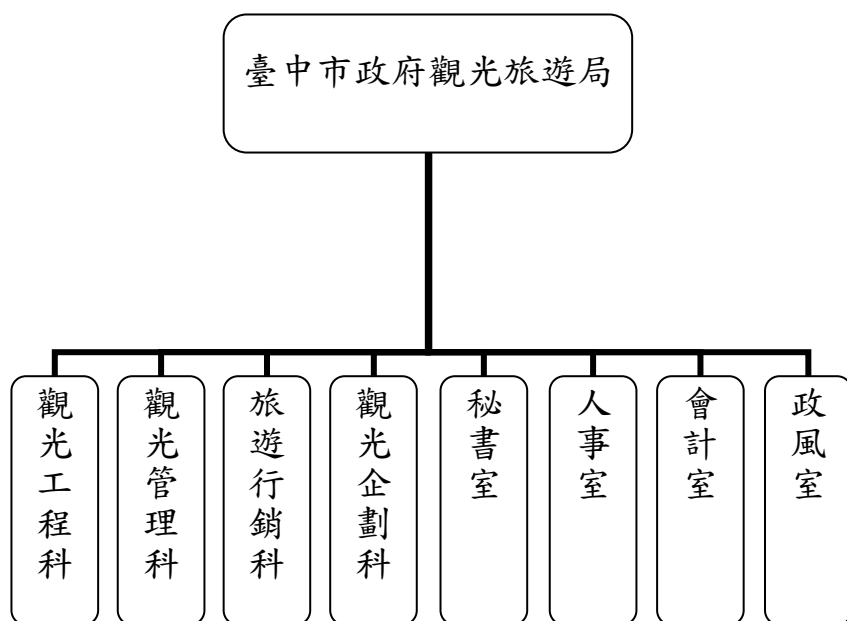 臺中市政府觀光旅遊局
觀光工程科
觀光管理科
旅遊行銷科
觀光企劃科
秘書室
人事室
會計室
政風室